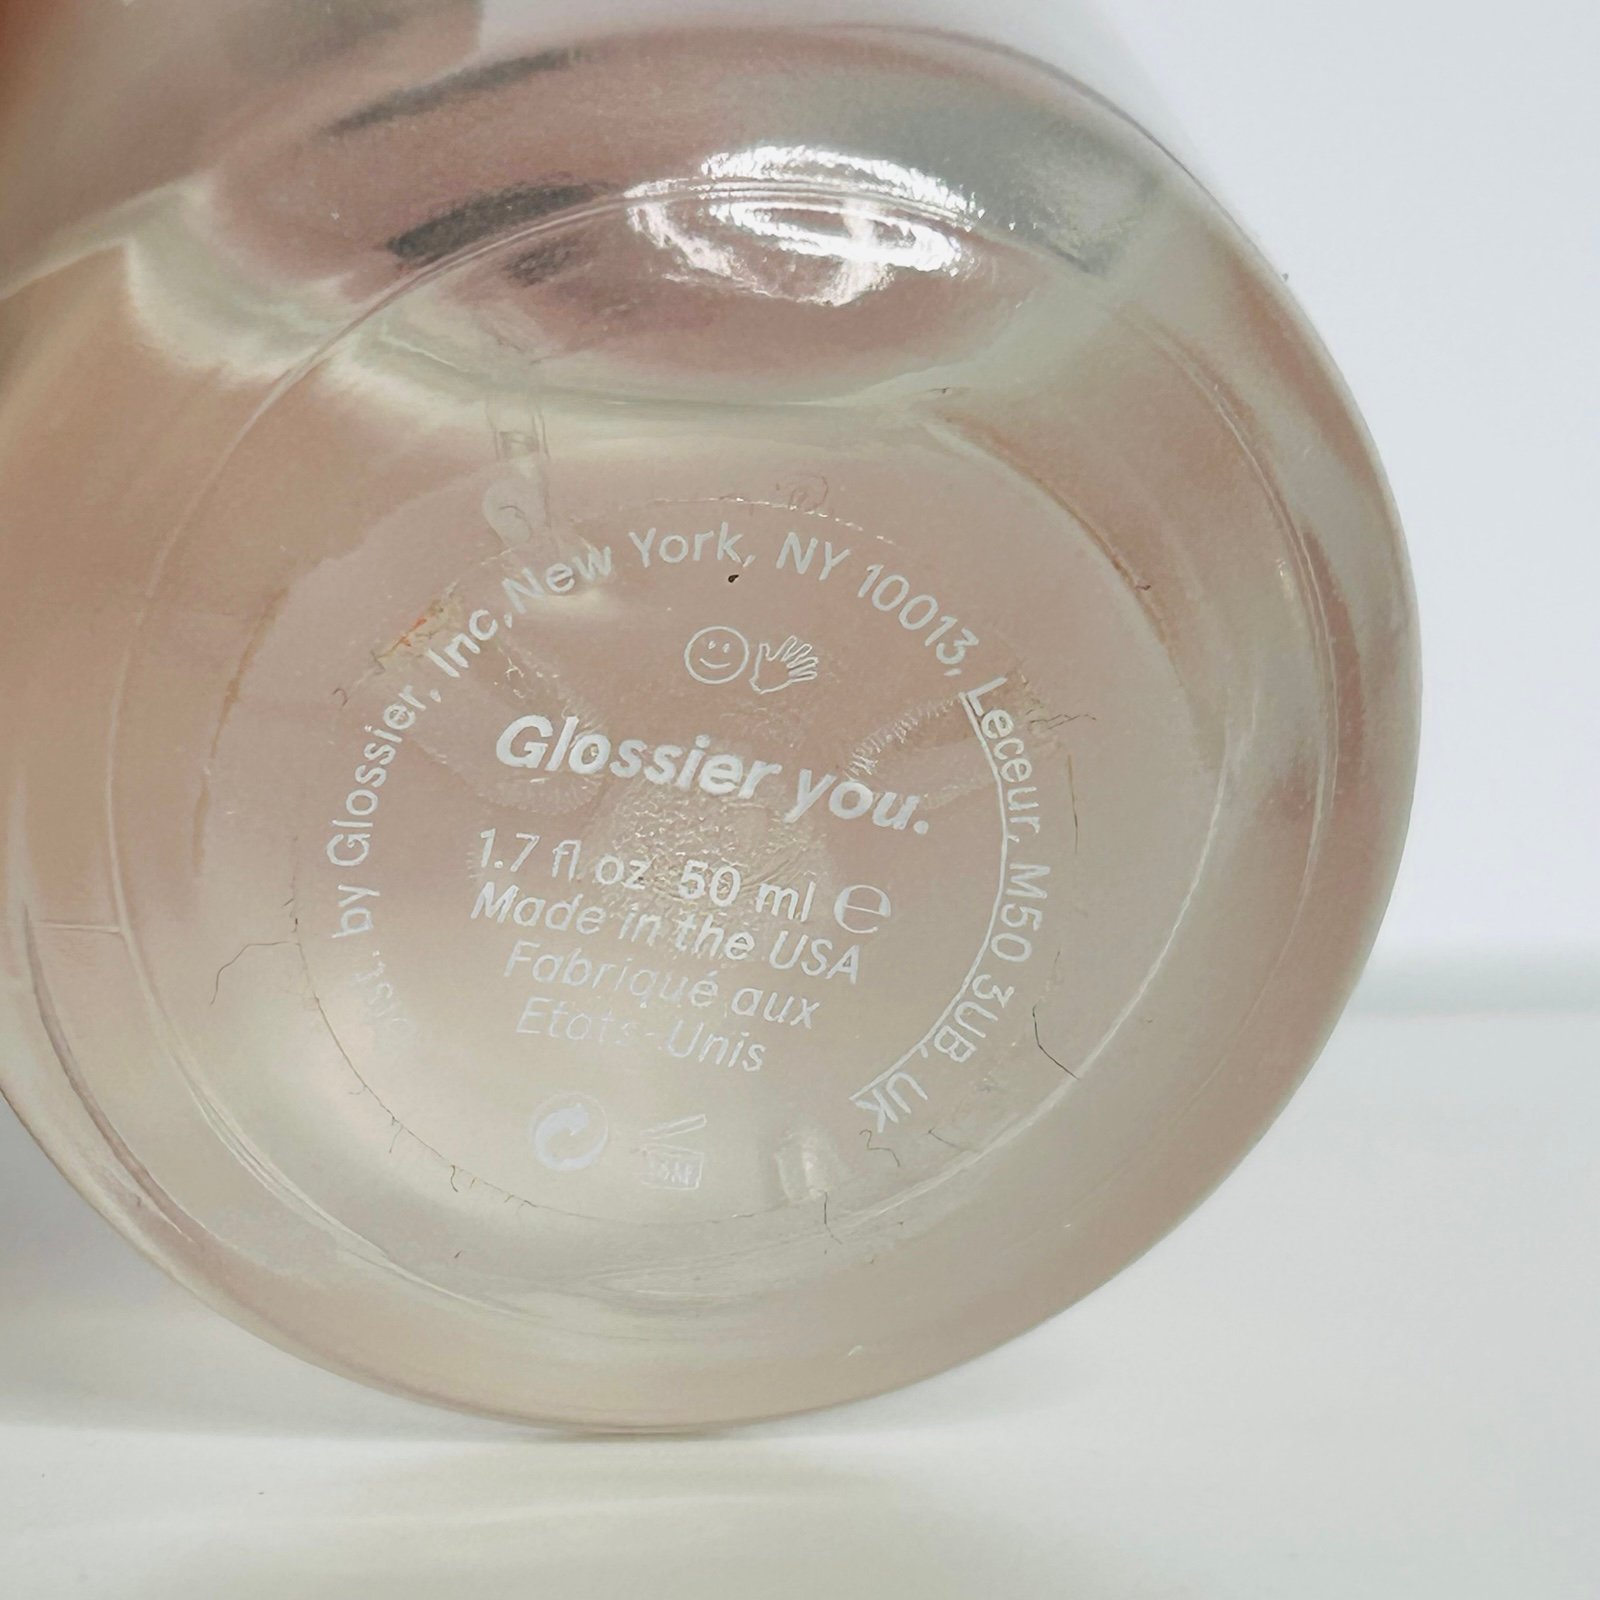 Dist. by Glossier, Inc, New York, NY 10013, Leceur, M50 3UB, UK
Glossier you.
1.7 fl oz 50 ml ℮
Made in the USA
Fabriqué aux
Etats-Unis